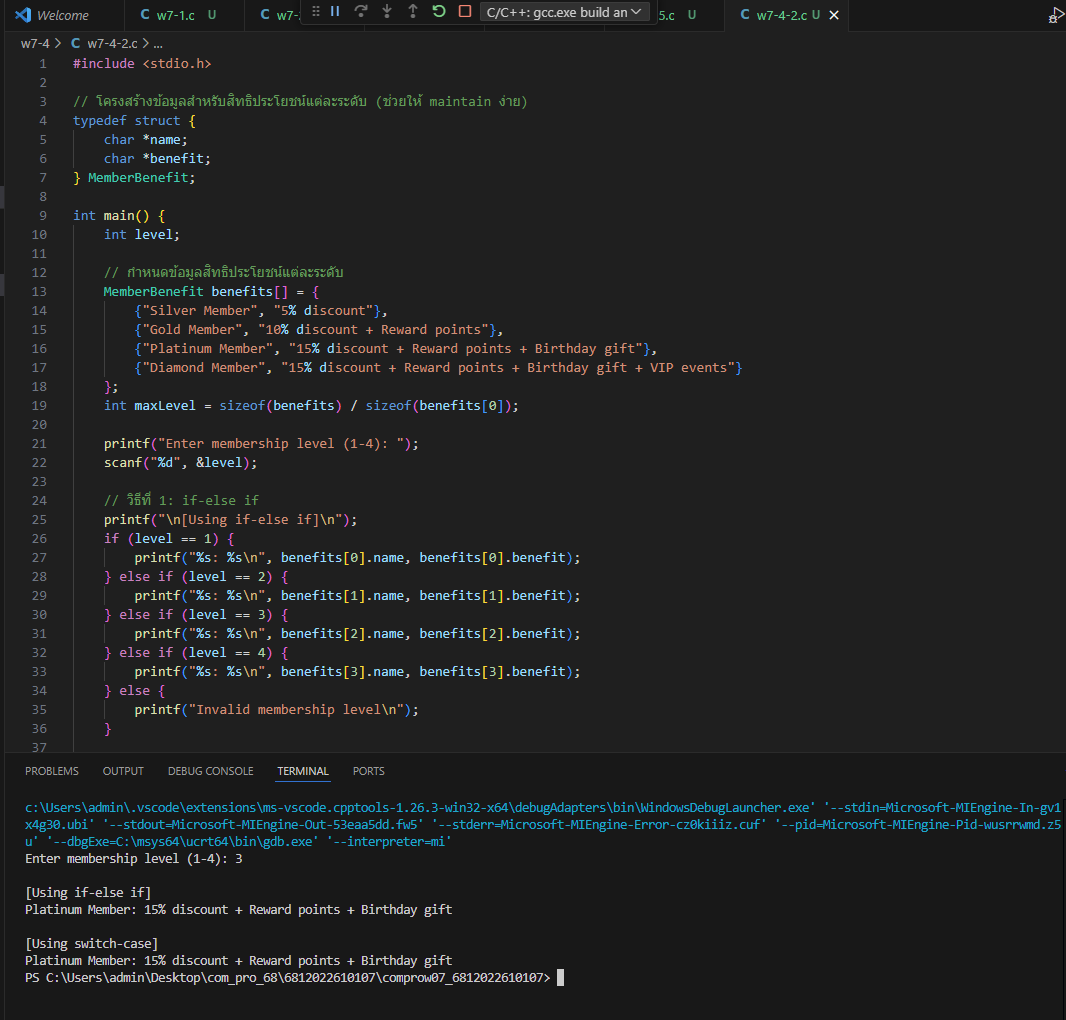 Welcome
C w7-1.c U
C w7-
C/C++: gcc.exe build an
5.c U
C w7-4-2.c U
w7-4 > C w7-4-2.c > ...
1 #include <stdio.h>
2
3 // โครงสร้างข้อมูลสำหรับสิทธิประโยชน์แต่ละระดับ (ช่วยให้ maintain ง่าย)
4 typedef struct {
5 char *name;
6 char *benefit;
7 } MemberBenefit;
8
9 int main() {
10 int level;
11
12 // กำหนดข้อมูลสิทธิประโยชน์แต่ละระดับ
13 MemberBenefit benefits[] = {
14 {"Silver Member", "5% discount"},
15 {"Gold Member", "10% discount + Reward points"},
16 {"Platinum Member", "15% discount + Reward points + Birthday gift"},
17 {"Diamond Member", "15% discount + Reward points + Birthday gift + VIP events"}
18 };
19 int maxLevel = sizeof(benefits) / sizeof(benefits[0]);
20
21 printf("Enter membership level (1-4): ");
22 scanf("%d", &level);
23
24 // วิธีที่ 1: if-else if
25 printf("\n[Using if-else if]\n");
26 if (level == 1) {
27 printf("%s: %s\n", benefits[0].name, benefits[0].benefit);
28 } else if (level == 2) {
29 printf("%s: %s\n", benefits[1].name, benefits[1].benefit);
30 } else if (level == 3) {
31 printf("%s: %s\n", benefits[2].name, benefits[2].benefit);
32 } else if (level == 4) {
33 printf("%s: %s\n", benefits[3].name, benefits[3].benefit);
34 } else {
35 printf("Invalid membership level\n");
36 }
37
PROBLEMS OUTPUT DEBUG CONSOLE TERMINAL PORTS
c:\Users\admin\.vscode\extensions\ms-vscode.cpptools-1.26.3-win32-x64\debugAdapters\bin\WindowsDebugLauncher.exe' '--stdin=Microsoft-MIEngine-In-gv1
x4g30.ubi' '--stdout=Microsoft-MIEngine-Out-53eaa5dd.fw5' '--stderr=Microsoft-MIEngine-Error-cz0kiiiz.cuf' '--pid=Microsoft-MIEngine-Pid-wusrrwmd.z5
u' '--dbgExe=C:\msys64\ucrt64\bin\gdb.exe' '--interpreter=mi'
Enter membership level (1-4): 3
[Using if-else if]
Platinum Member: 15% discount + Reward points + Birthday gift
[Using switch-case]
Platinum Member: 15% discount + Reward points + Birthday gift
PS C:\Users\admin\Desktop\com_pro_68\6812022610107\comprow07_6812022610107>